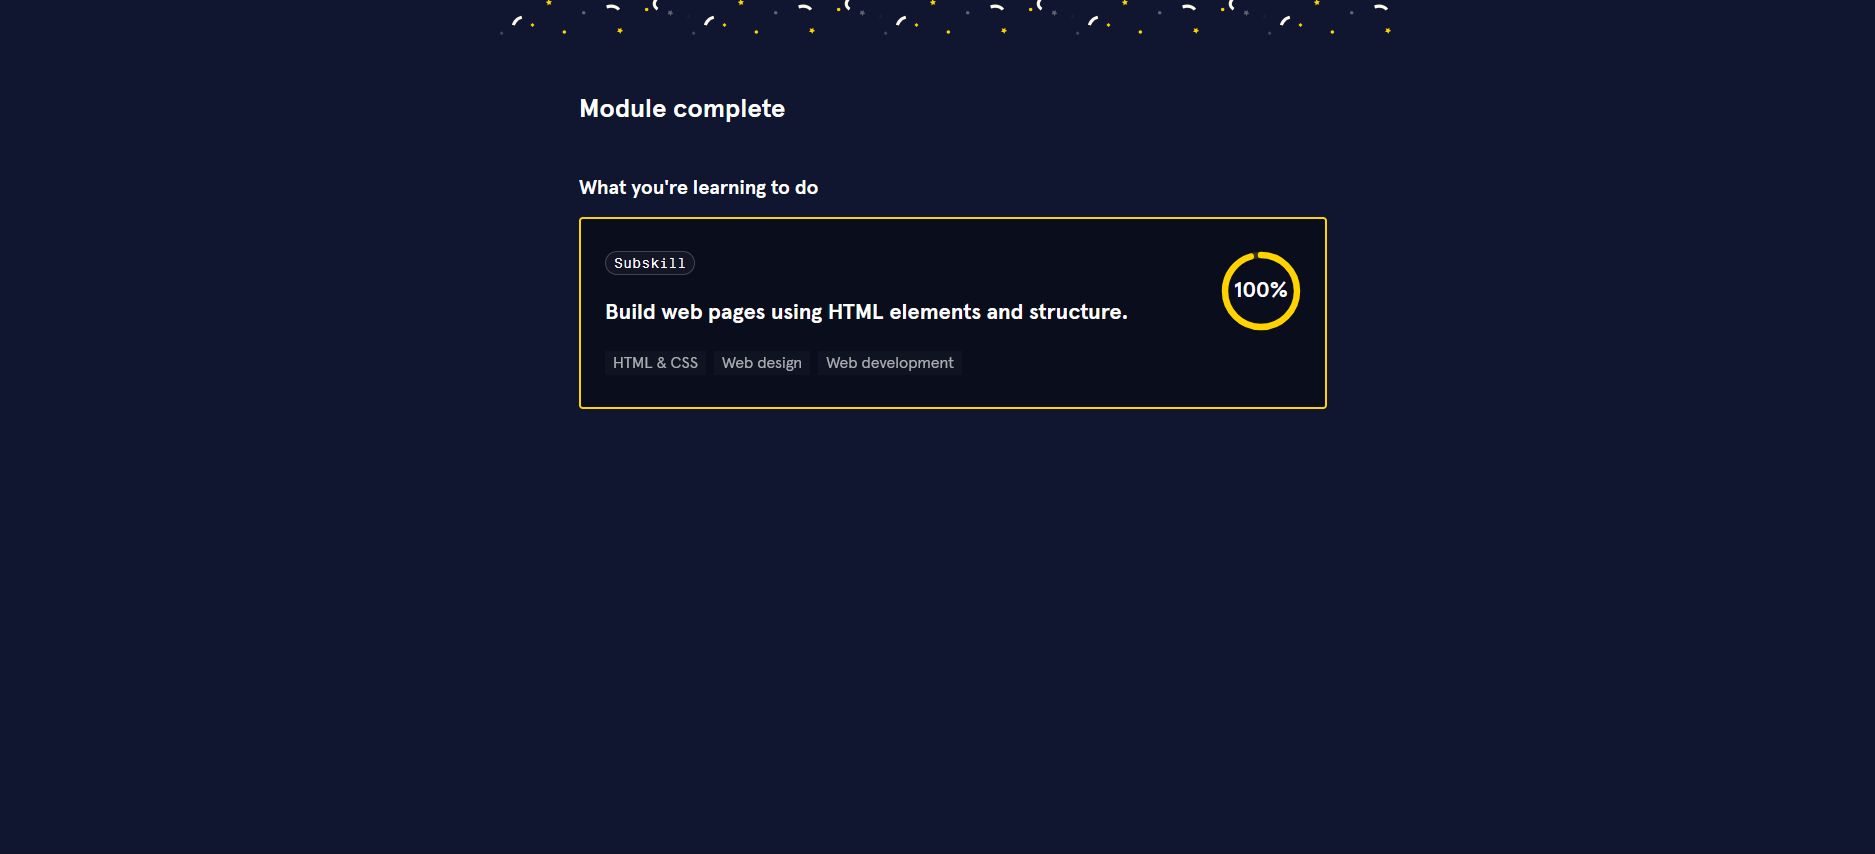 Module complete
What you're learning to do
Subskill
100%
Build web pages using HTML elements and structure.
HTML & CSS Web design Web development